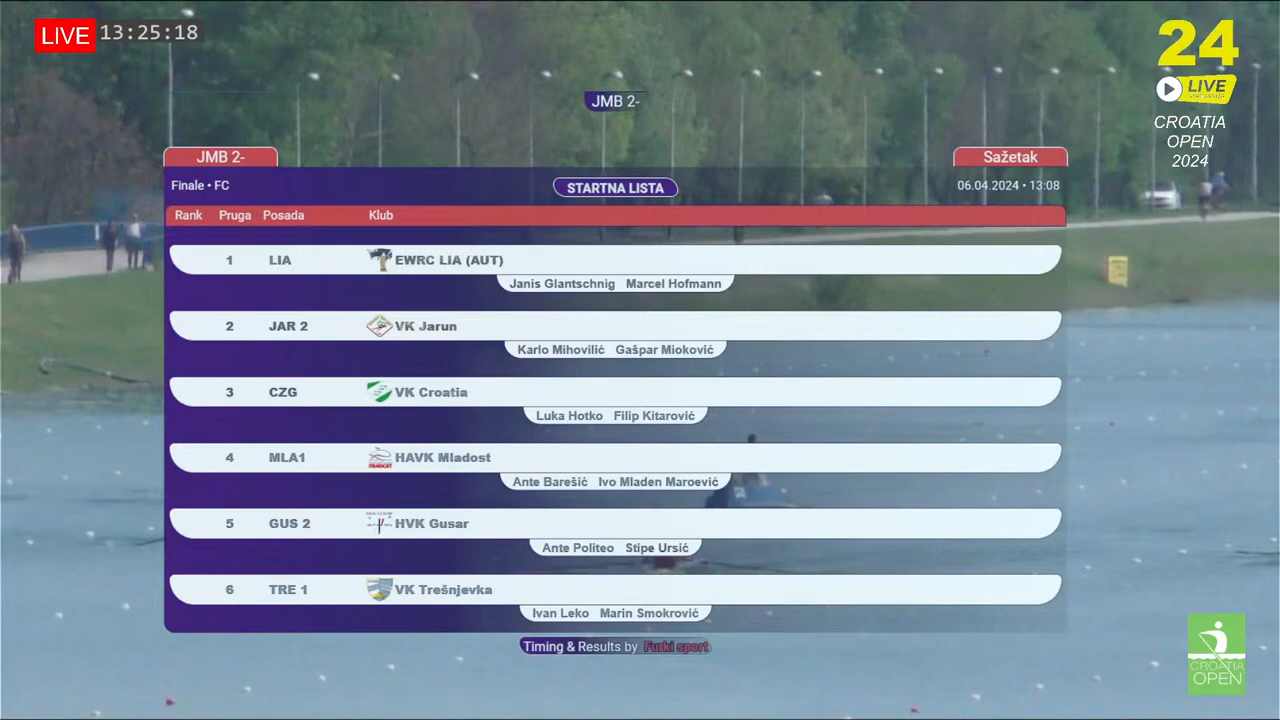 LIVE 13:25:18
24
LIVE
CROATIA
OPEN
2024
JMB 2-
JMB 2-
Sažetak
Finale • FC
STARTNA LISTA
06.04.2024 • 13:08
Rank Pruga Posada Klub
1 LIA EWRC LIA (AUT)
Janis Glantschnig Marcel Hofmann
2 JAR 2 VK Jarun
Karlo Mihovilić Gašpar Mioković
3 CZG VK Croatia
Luka Hotko Filip Kitarović
4 MLA1 HAVK Mladost
Ante Barešić Ivo Mladen Maroević
5 GUS 2 HVK Gusar
Ante Politeo Stipe Ursić
6 TRE 1 VK Trešnjevka
Ivan Leko Marin Smokrović
Timing & Results by Furki sport
CROATIA
OPEN